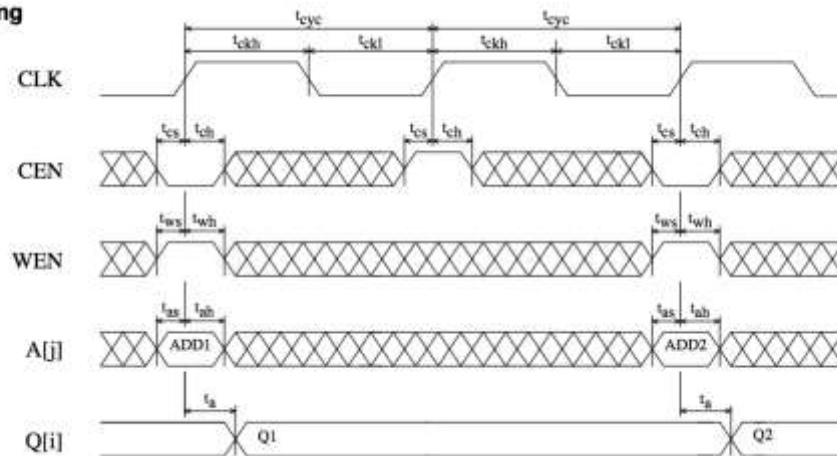 ng
tcyc tcyc
tckh tckl tckh tckl
CLK
tcs tch tcs tch tcs tch
CEN
tws twh tws twh
WEN
tas tah tas tah
A[j] ADD1 ADD2
ta ta
Q[i] Q1 Q2